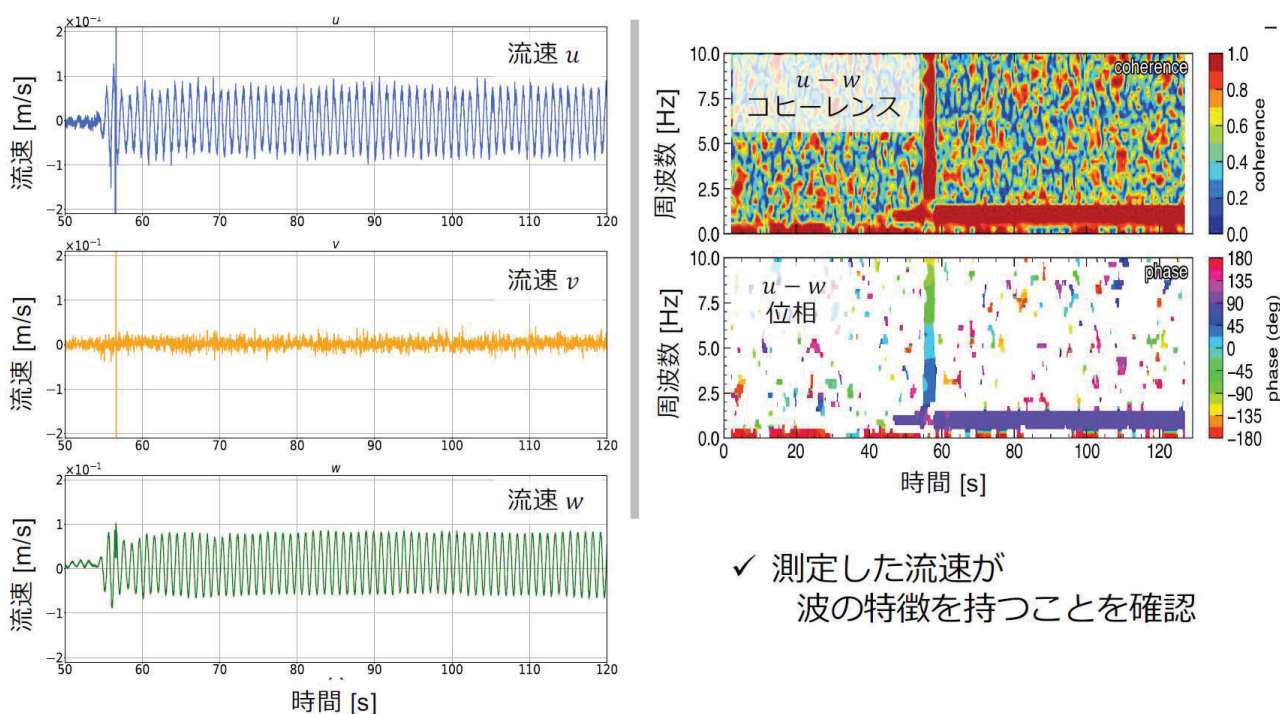 ×10⁻¹
u
流速 u
流速 [m/s]
2
1
0
−1
−2
50 60 70 80 90 100 110 120
×10⁻¹
v
流速 v
流速 [m/s]
2
1
0
−1
−2
50 60 70 80 90 100 110 120
×10⁻¹
w
流速 w
流速 [m/s]
2
1
0
−1
−2
50 60 70 80 90 100 110 120
時間 [s]
coherence
u − w
コヒーレンス
周波数 [Hz]
10.0
7.5
5.0
2.5
0.0
1.0
0.8
0.6
0.4
0.2
0.0
coherence
phase
u − w
位相
周波数 [Hz]
10.0
7.5
5.0
2.5
0.0
0 20 40 60 80 100 120
時間 [s]
180
135
90
45
0
−45
−90
−135
−180
phase (deg)
✓ 測定した流速が
波の特徴を持つことを確認